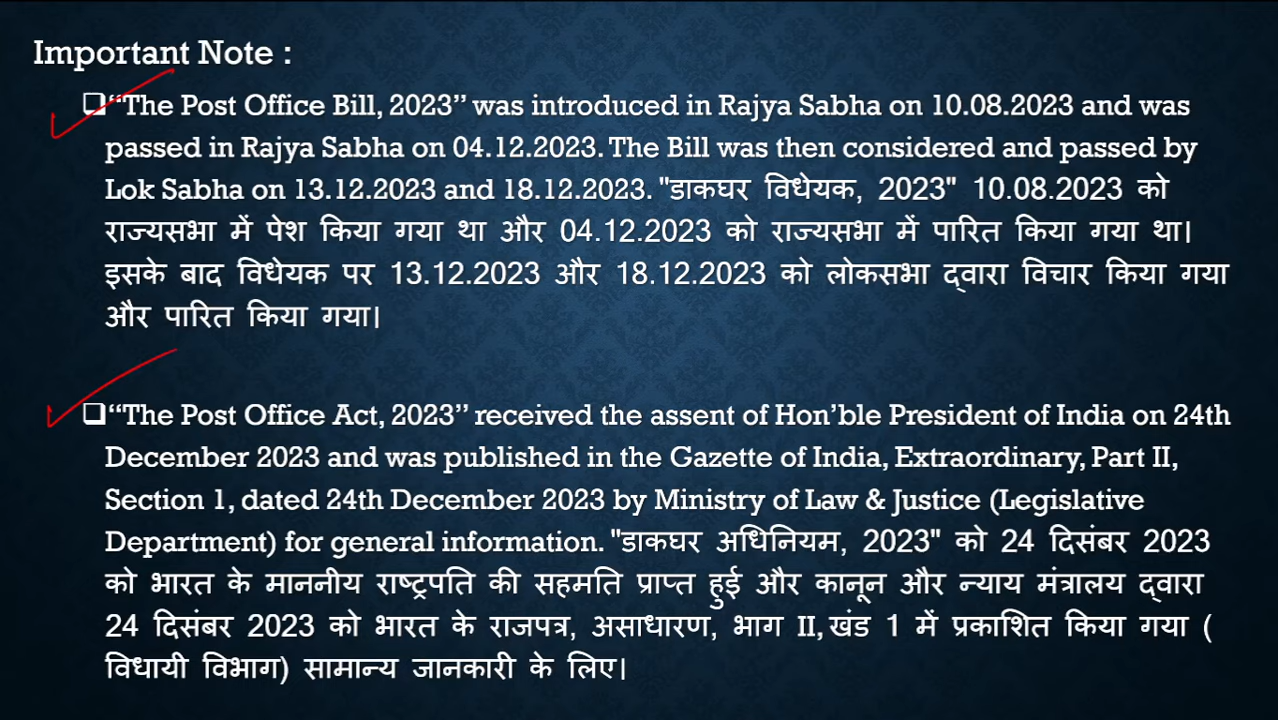 Important Note :
❑“The Post Office Bill, 2023” was introduced in Rajya Sabha on 10.08.2023 and was
passed in Rajya Sabha on 04.12.2023. The Bill was then considered and passed by
Lok Sabha on 13.12.2023 and 18.12.2023. "डाकघर विधेयक, 2023" 10.08.2023 को
राज्यसभा में पेश किया गया था और 04.12.2023 को राज्यसभा में पारित किया गया था।
इसके बाद विधेयक पर 13.12.2023 और 18.12.2023 को लोकसभा द्वारा विचार किया गया
और पारित किया गया।
❑“The Post Office Act, 2023” received the assent of Hon’ble President of India on 24th
December 2023 and was published in the Gazette of India, Extraordinary, Part II,
Section 1, dated 24th December 2023 by Ministry of Law & Justice (Legislative
Department) for general information. "डाकघर अधिनियम, 2023" को 24 दिसंबर 2023
को भारत के माननीय राष्ट्रपति की सहमति प्राप्त हुई और कानून और न्याय मंत्रालय द्वारा
24 दिसंबर 2023 को भारत के राजपत्र, असाधारण, भाग II, खंड 1 में प्रकाशित किया गया (
विधायी विभाग) सामान्य जानकारी के लिए।